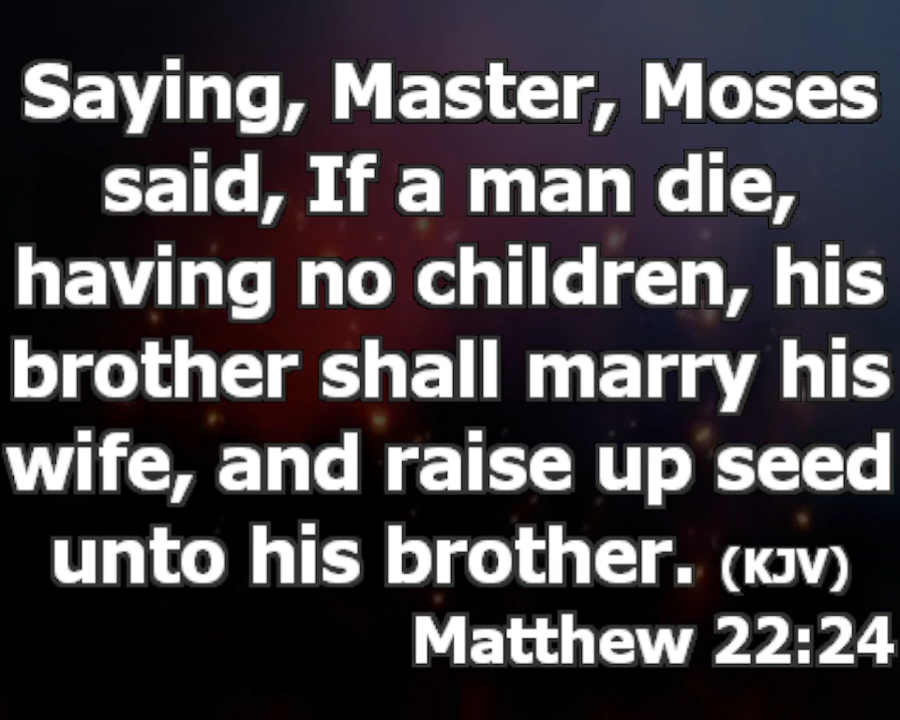 Saying, Master, Moses
said, If a man die,
having no children, his
brother shall marry his
wife, and raise up seed
unto his brother. (KJV)
Matthew 22:24